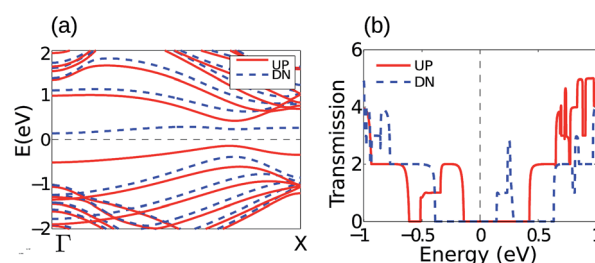 (a)
(b)
2
1
0
−1
−2
E(eV)
UP
DN
Γ
X
6
4
2
0
Transmission
UP
DN
−1
−0.5
0
0.5
1
Energy (eV)